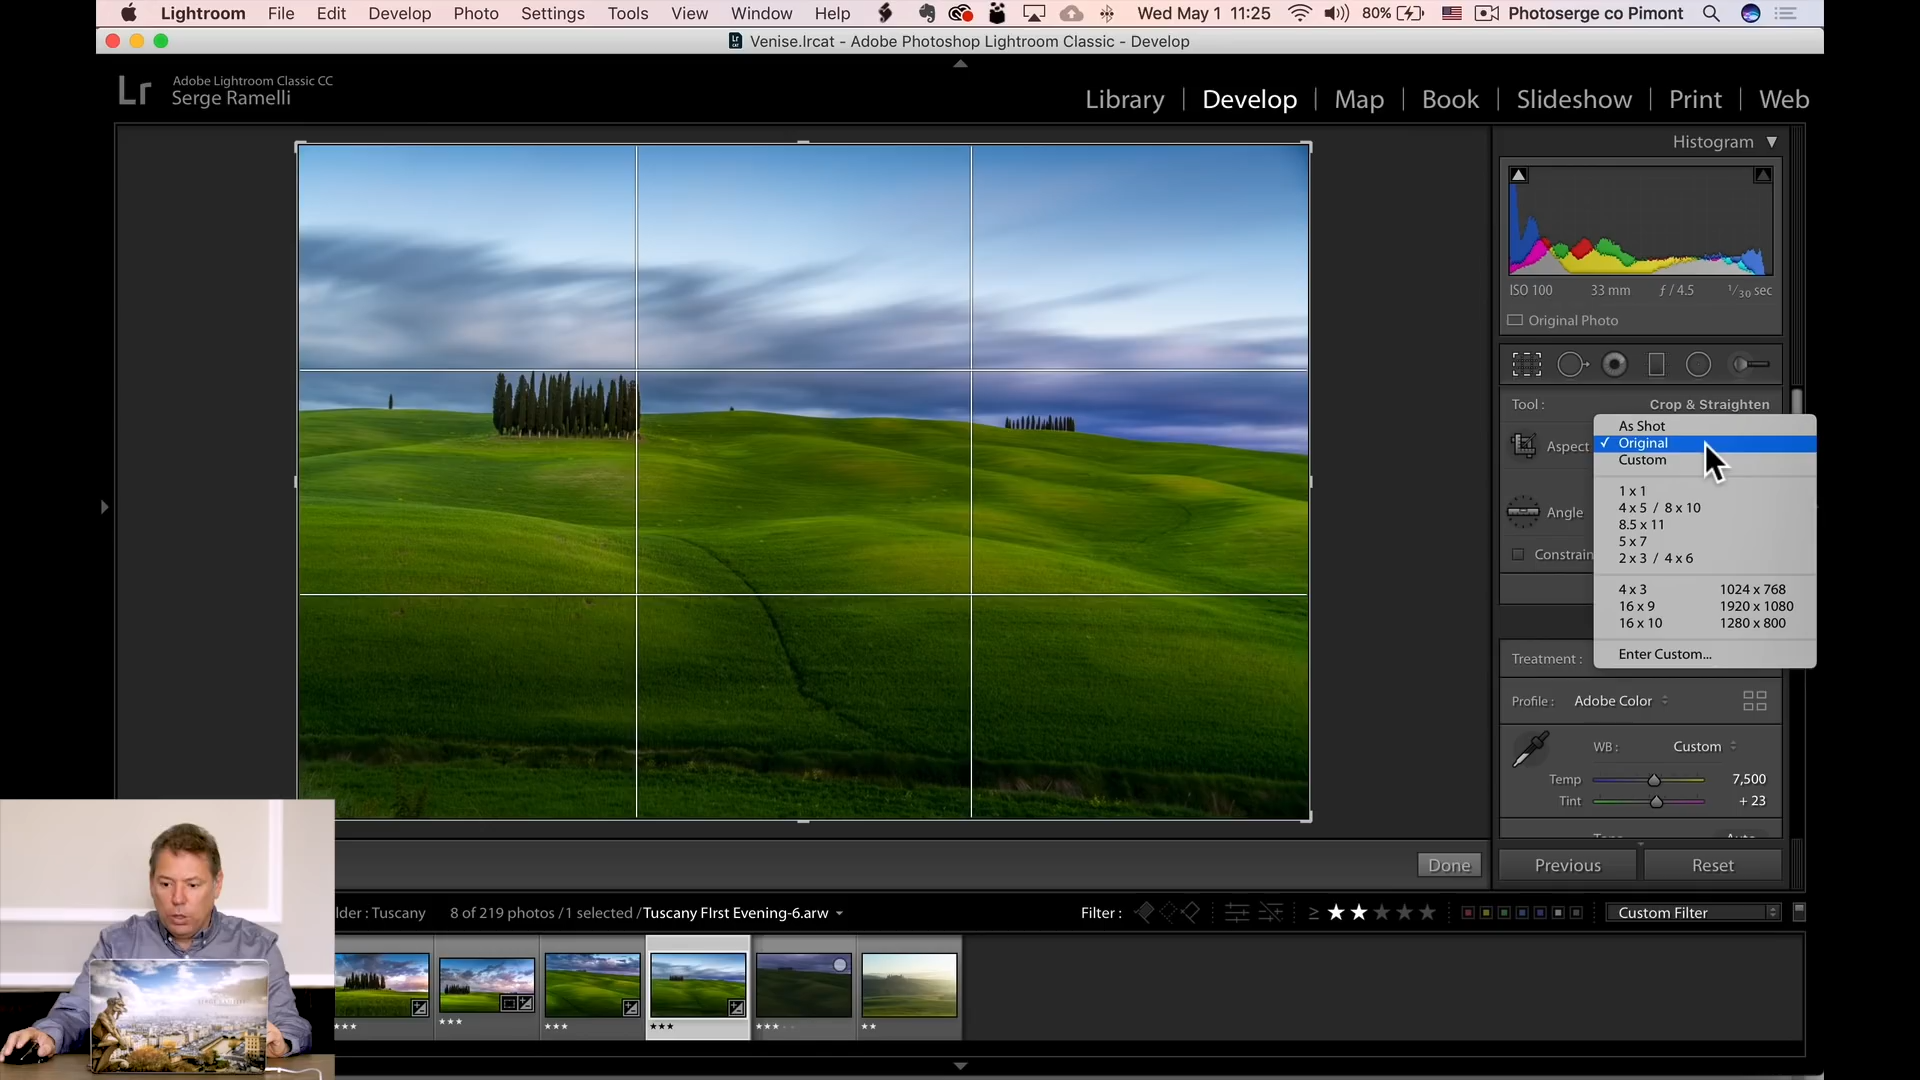 Lightroom File Edit Develop Photo Settings Tools View Window Help Wed May 1 11:25 80% Photoserge co Pimont
Venise.lrcat - Adobe Photoshop Lightroom Classic - Develop
Lr
Adobe Lightroom Classic CC
Serge Ramelli
Library | Develop | Map | Book | Slideshow | Print | Web
Histogram
ISO 100 33 mm ƒ / 4.5 1/30 sec
Original Photo
Tool : Crop & Straighten
Aspect
As Shot
✓ Original
Custom
1 x 1
4 x 5 / 8 x 10
8.5 x 11
5 x 7
2 x 3 / 4 x 6
4 x 3 1024 x 768
16 x 9 1920 x 1080
16 x 10 1280 x 800
Enter Custom...
Angle
Constrain
Treatment :
Profile : Adobe Color
WB : Custom
Temp 7,500
Tint + 23
Previous Reset
Done
lder : Tuscany 8 of 219 photos /1 selected /Tuscany FIrst Evening-6.arw
Filter : ≥ ★★★★★ Custom Filter